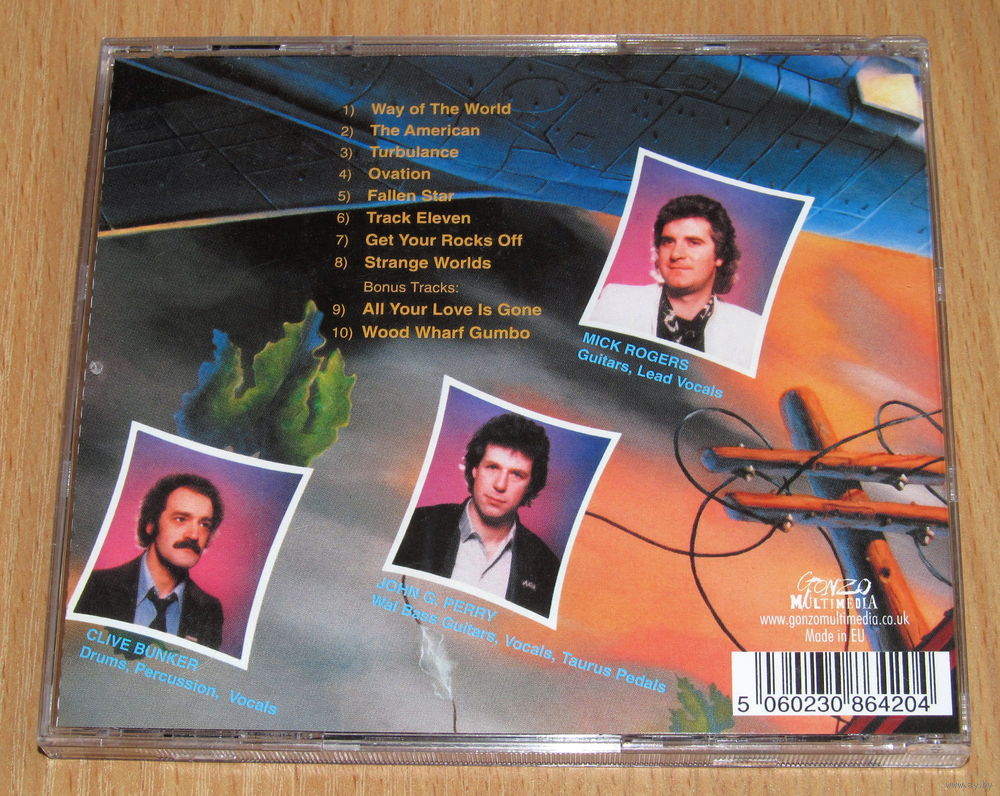 1) Way of The World
2) The American
3) Turbulance
4) Ovation
5) Fallen Star
6) Track Eleven
7) Get Your Rocks Off
8) Strange Worlds
Bonus Tracks:
9) All Your Love Is Gone
10) Wood Wharf Gumbo
MICK ROGERS
Guitars, Lead Vocals
JOHN G. PERRY
Wal Bass Guitars, Vocals, Taurus Pedals
CLIVE BUNKER
Drums, Percussion, Vocals
GONZO
MULTIMEDIA
www.gonzomultimedia.co.uk
Made in EU
5 060230 864204